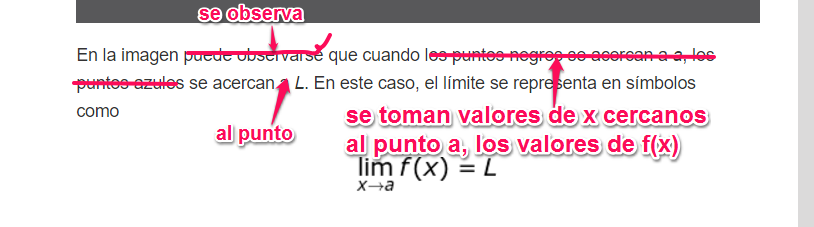 se observa
En la imagen puede observarse que cuando los puntos negros se acercan a a, los
puntos azules se acercan a L. En este caso, el límite se representa en símbolos
como
al punto
se toman valores de x cercanos
al punto a, los valores de f(x)
lim f(x) = L
x→a